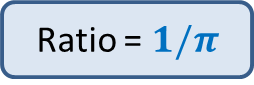 Ratio = 1/π